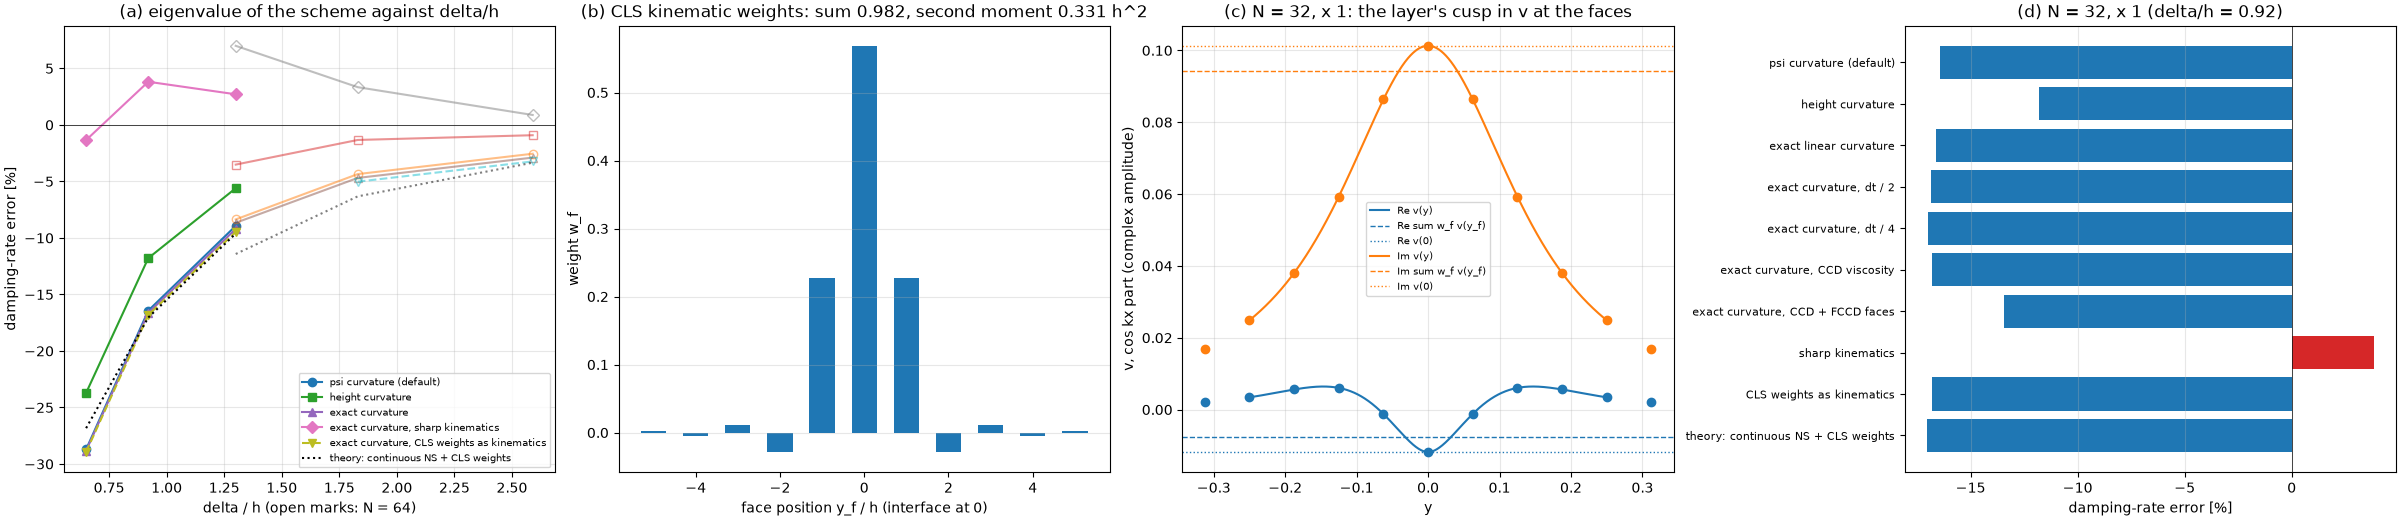 (a) eigenvalue of the scheme against delta/h
damping-rate error [%]
5
0
−5
−10
−15
−20
−25
−30
0.75
1.00
1.25
1.50
1.75
2.00
2.25
2.50
delta / h (open marks: N = 64)
psi curvature (default)
height curvature
exact curvature
exact curvature, sharp kinematics
exact curvature, CLS weights as kinematics
theory: continuous NS + CLS weights
(b) CLS kinematic weights: sum 0.982, second moment 0.331 h^2
weight w_f
0.5
0.4
0.3
0.2
0.1
0.0
−4
−2
0
2
4
face position y_f / h (interface at 0)
(c) N = 32, x 1: the layer's cusp in v at the faces
v, cos kx part (complex amplitude)
0.10
0.08
0.06
0.04
0.02
0.00
−0.3
−0.2
−0.1
0.0
0.1
0.2
0.3
y
Re v(y)
Re sum w_f v(y_f)
Re v(0)
Im v(y)
Im sum w_f v(y_f)
Im v(0)
(d) N = 32, x 1 (delta/h = 0.92)
psi curvature (default)
height curvature
exact linear curvature
exact curvature, dt / 2
exact curvature, dt / 4
exact curvature, CCD viscosity
exact curvature, CCD + FCCD faces
sharp kinematics
CLS weights as kinematics
theory: continuous NS + CLS weights
−15
−10
−5
0
damping-rate error [%]